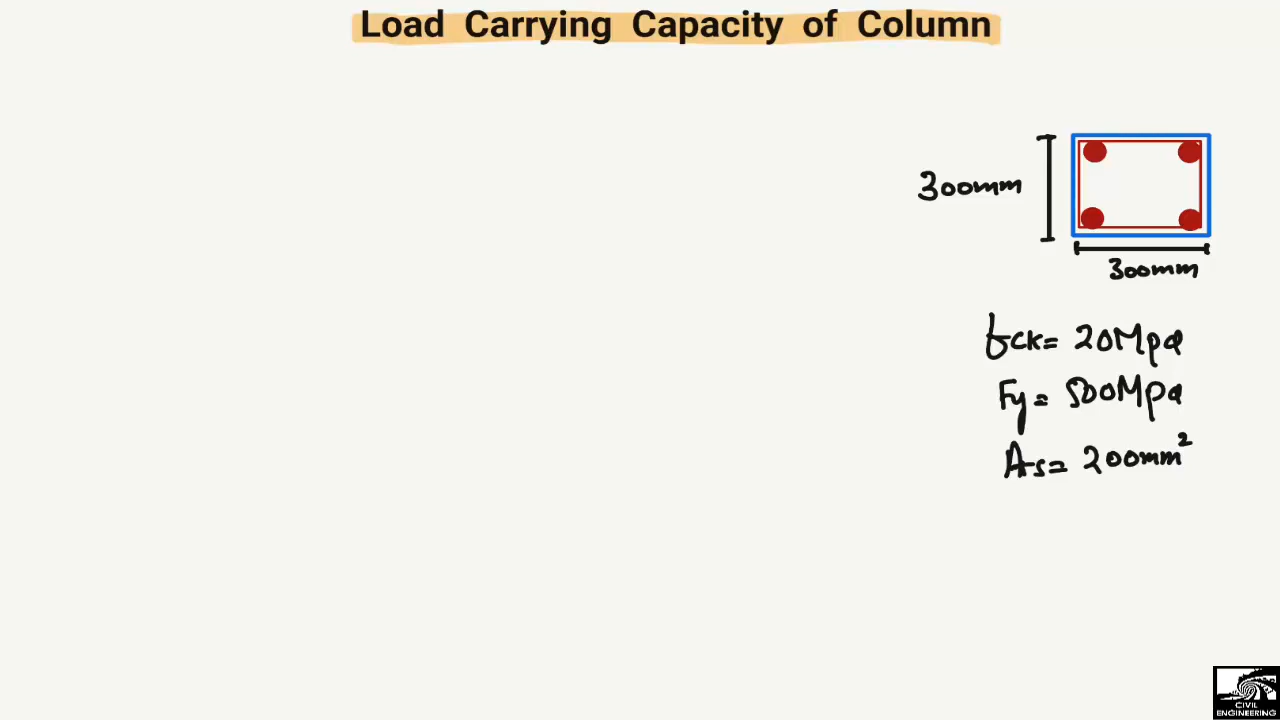 Load Carrying Capacity of Column
300mm
300mm
fck= 20Mpa
Fy= 500Mpa
As= 200mm²
CIVIL
ENGINEERING